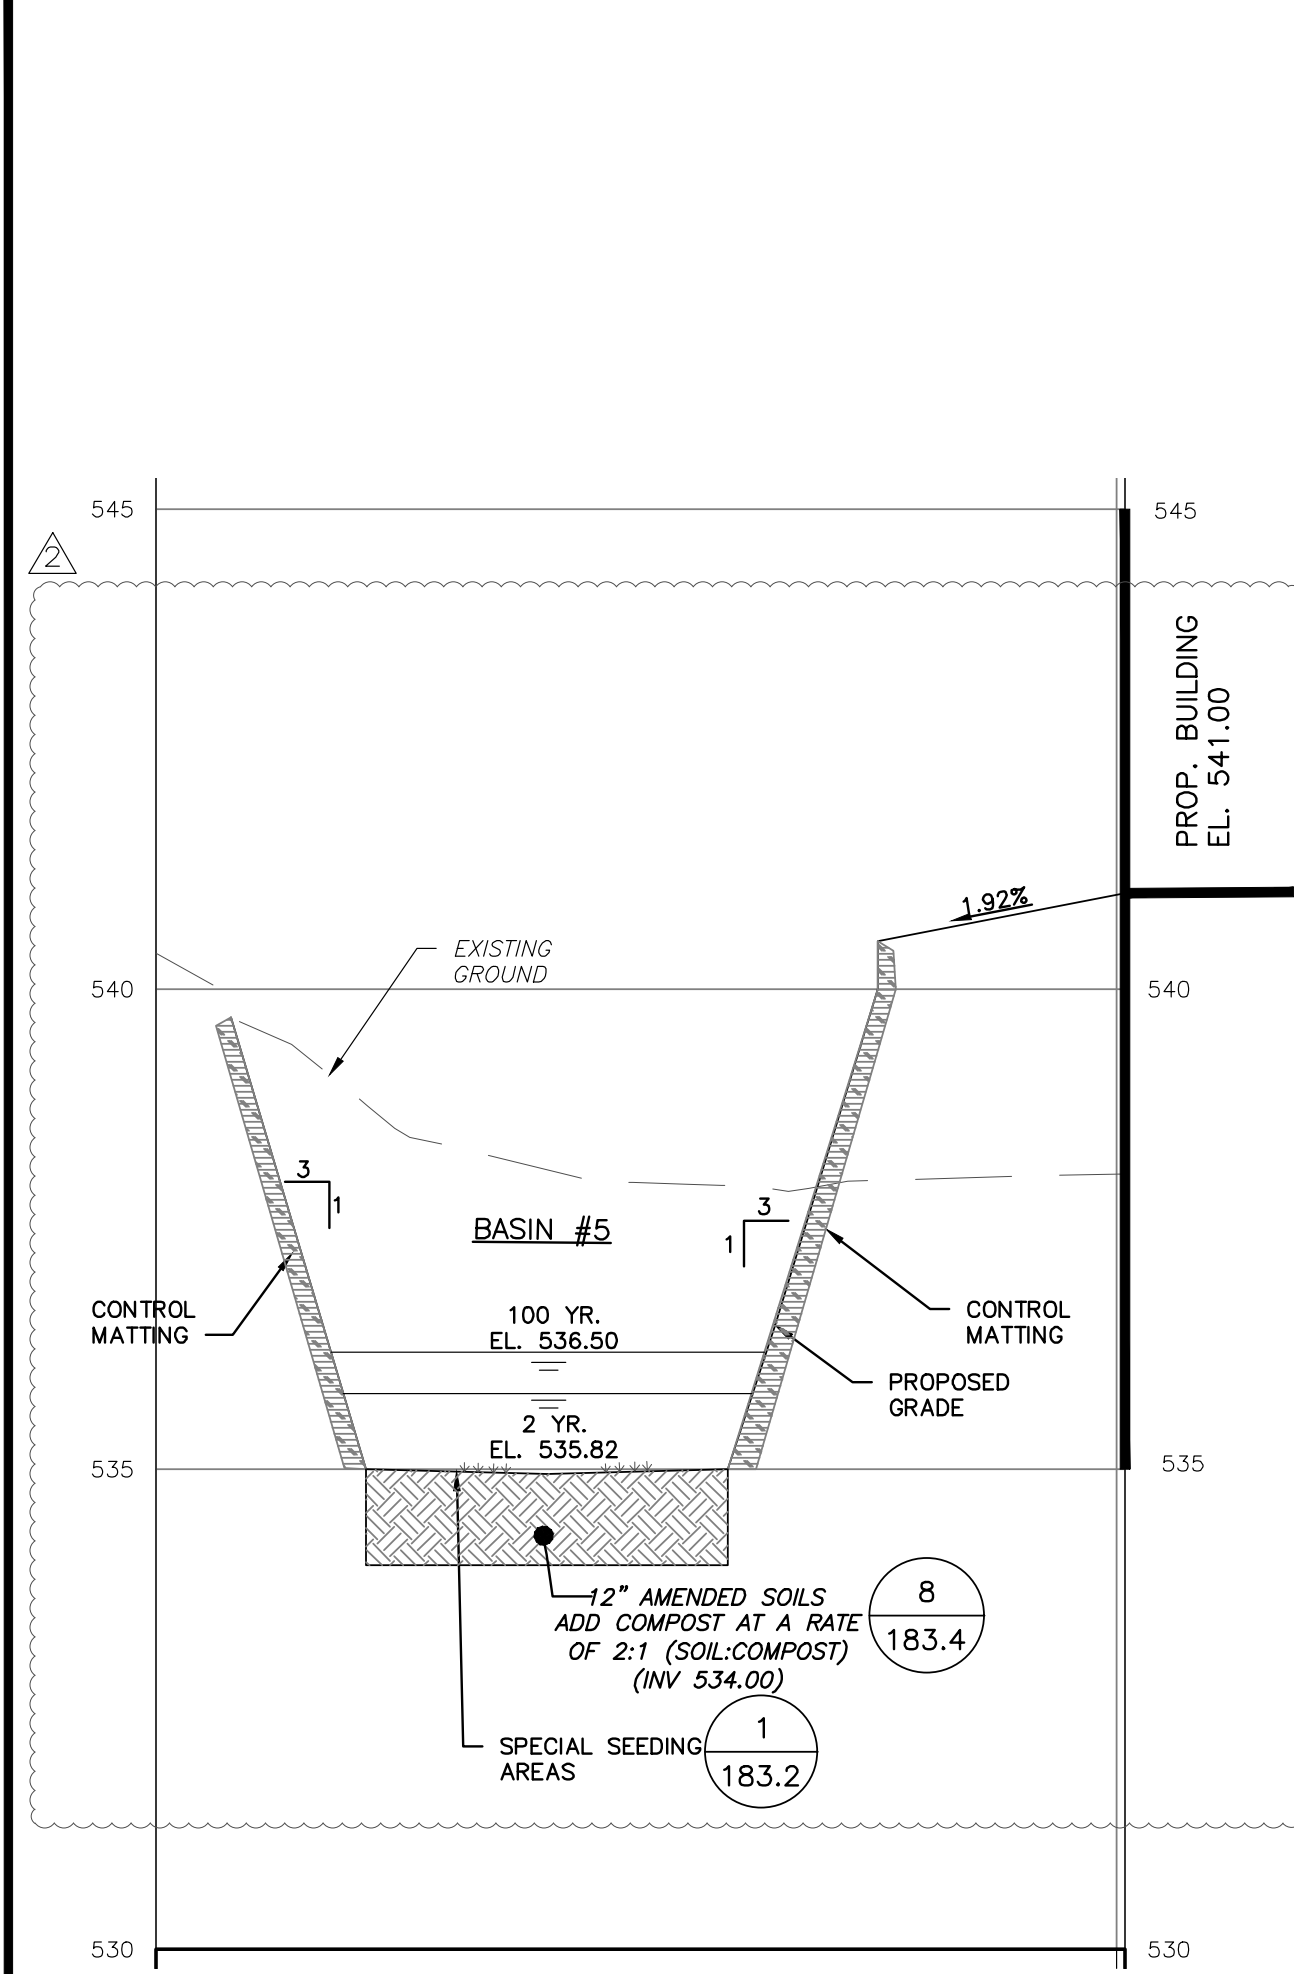 545
545
2
PROP. BUILDING
EL. 541.00
1.92%
EXISTING
GROUND
540
540
3
1
3
1
BASIN #5
CONTROL
MATTING
100 YR.
EL. 536.50
CONTROL
MATTING
PROPOSED
GRADE
2 YR.
EL. 535.82
535
535
12" AMENDED SOILS
ADD COMPOST AT A RATE
OF 2:1 (SOIL:COMPOST)
(INV 534.00)
8
183.4
SPECIAL SEEDING
AREAS
1
183.2
530
530